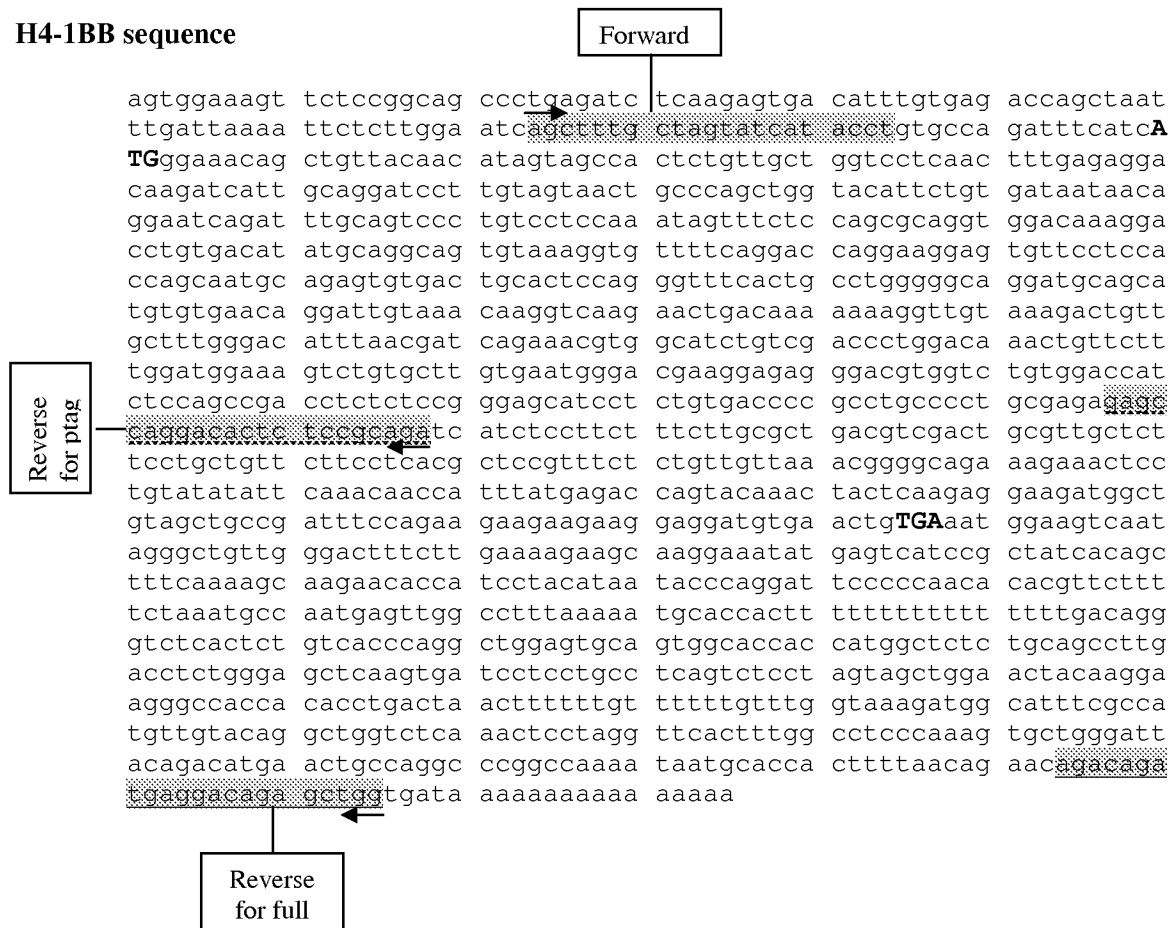 H4-1BB sequence
Forward
agtggaaagt tctccggcag ccctgagatc tcaagagtga catttgtgag accagctaat
ttgattaaaa ttctcttgga atcagctttg ctagtatcat acctgtgcca gatttcatcA
TGggaaacag ctgttacaac atagtagcca ctctgttgct ggtcctcaac tttgagagga
caagatcatt gcaggatcct tgtagtaact gcccagctgg tacattctgt gataataaca
ggaatcagat ttgcagtccc tgtcctccaa atagtttctc cagcgcaggt ggacaaagga
cctgtgacat atgcaggcag tgtaaaggtg ttttcaggac caggaaggag tgttcctcca
ccagcaatgc agagtgtgac tgcactccag ggtttcactg cctgggggca ggatgcagca
tgtgtgaaca ggattgtaaa caaggtcaag aactgacaaa aaaaggttgt aaagactgtt
gctttgggac atttaacgat cagaaacgtg gcatctgtcg accctggaca aactgttctt
tggatggaaa gtctgtgctt gtgaatggga cgaaggagag ggacgtggtc tgtggaccat
ctccagccga cctctctccg ggagcatcct ctgtgacccc gcctgcccct gcgagagagc
Reverse
for ptag
caggacactc tccgcagatc atctccttct ttcttgcgct gacgtcgact gcgttgctct
tcctgctgtt cttcctcacg ctccgtttct ctgttgttaa acggggcaga aagaaactcc
tgtatatatt caaacaacca tttatgagac cagtacaaac tactcaagag gaagatggct
gtagctgccg atttccagaa gaagaagaag gaggatgtga actgTGAaat ggaagtcaat
agggctgttg ggactttctt gaaaagaagc aaggaaatat gagtcatccg ctatcacagc
tttcaaaagc aagaacacca tcctacataa tacccaggat tcccccaaca cacgttcttt
tctaaatgcc aatgagttgg cctttaaaaa tgcaccactt tttttttttt ttttgacagg
gtctcactct gtcacccagg ctggagtgca gtggcaccac catggctctc tgcagccttg
acctctggga gctcaagtga tcctcctgcc tcagtctcct agtagctgga actacaagga
agggccacca cacctgacta acttttttgt tttttgtttg gtaaagatgg catttcgcca
tgttgtacag gctggtctca aactcctagg ttcactttgg cctcccaaag tgctgggatt
acagacatga actgccaggc ccggccaaaa taatgcacca cttttaacag aacagacaga
tgaggacaga gctggtgata aaaaaaaaaa aaaaa
Reverse
for full